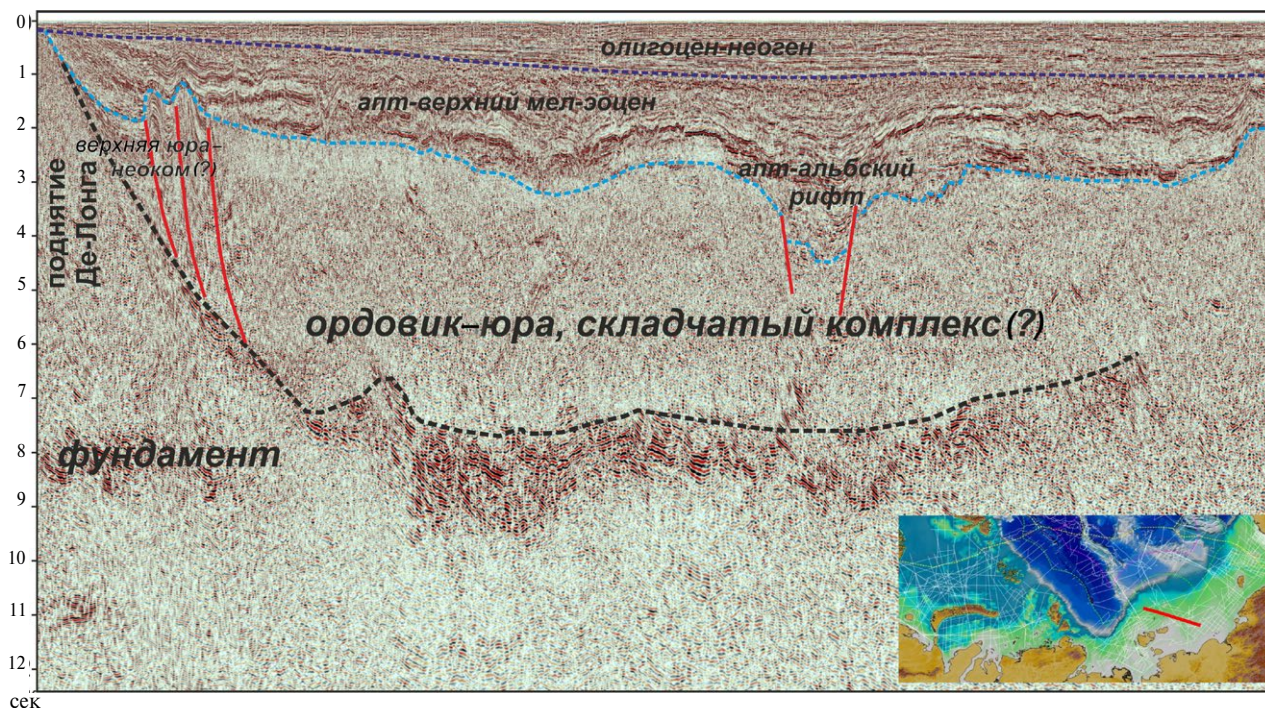 0
олигоцен-неоген
1
апт-верхний мел-эоцен
2
верхняя юра–
неоком(?)
апт-альбский
рифт
3
поднятие
Де-Лонга
4
5
ордовик–юра, складчатый комплекс(?)
6
7
8
фундамент
9
10
11
12
сек